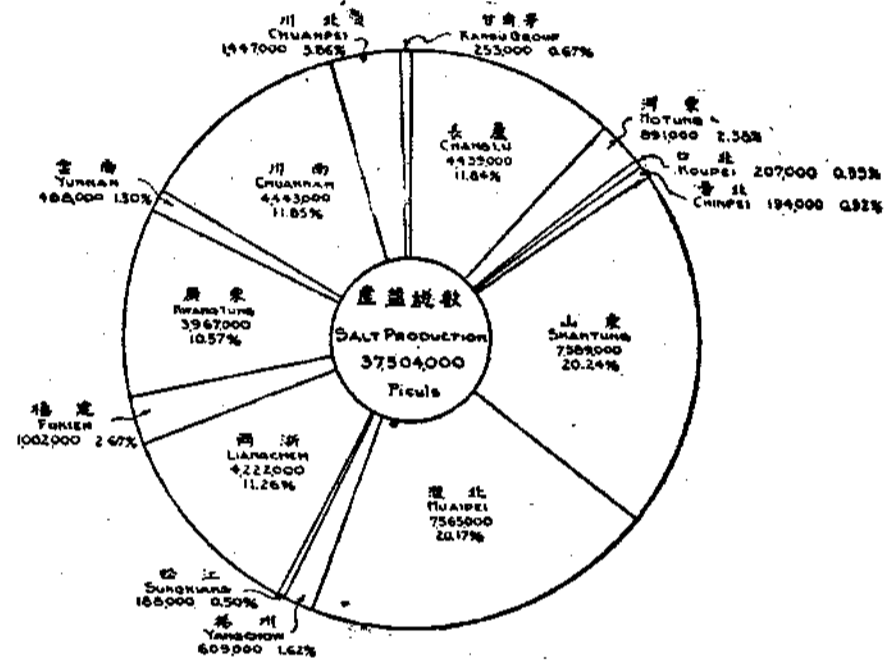 川北
CHUANPEI
1,447,000 3.86%
甘肅等
KANSU GROUP
253,000 0.67%
長蘆
CHANGLU
4,439,000
11.84%
河東
HOTUNG
891,000 2.38%
口北
KOUPEI 207,000 0.55%
晋北
CHINPEI 194,000 0.52%
山東
SHANTUNG
7,589,000
20.24%
淮北
HUAIPEI
7,565,000
20.17%
揚州
YANGCHOW
609,000 1.62%
松江
SUNGKIANG
188,000 0.50%
兩浙
LIANGCHEH
4,222,000
11.26%
福建
FUKIEN
1,002,000 2.67%
廣東
KWANGTUNG
3,967,000
10.57%
雲南
YUNNAN
488,000 1.30%
川南
CHUANNAN
4,443,000
11.85%
產鹽總數
SALT PRODUCTION
37,504,000
Piculs